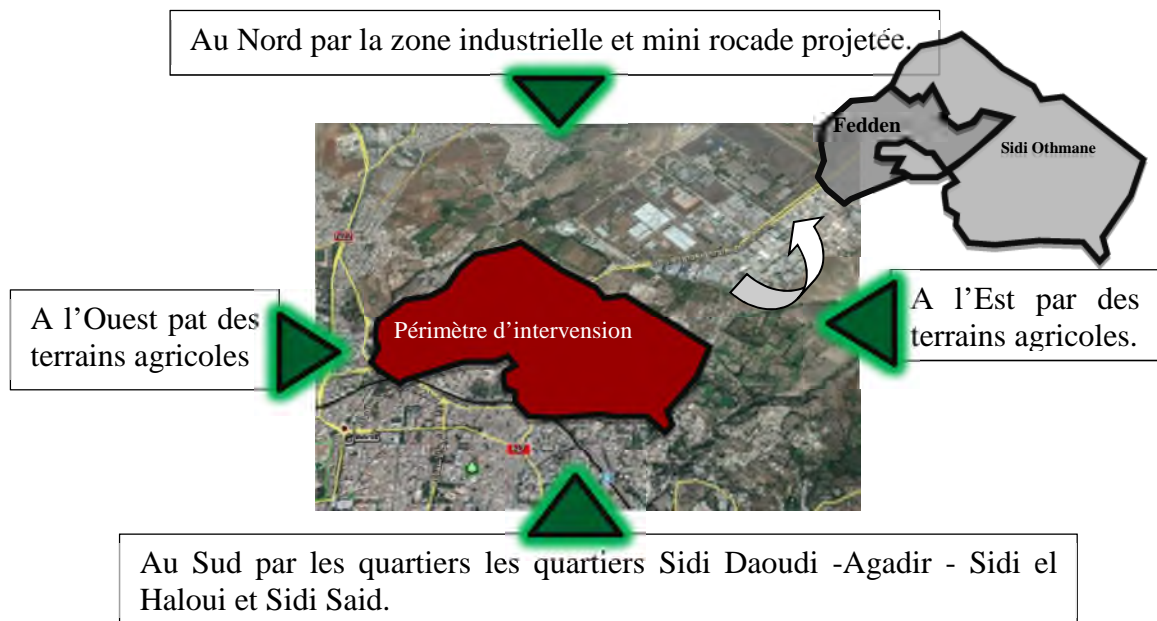 Au Nord par la zone industrielle et mini rocade projetée.
Fedden
Sidi Othmane
A l’Ouest pat des
terrains agricoles
Périmètre d’intervension
A l’Est par des
terrains agricoles.
Au Sud par les quartiers les quartiers Sidi Daoudi -Agadir - Sidi el
Haloui et Sidi Said.